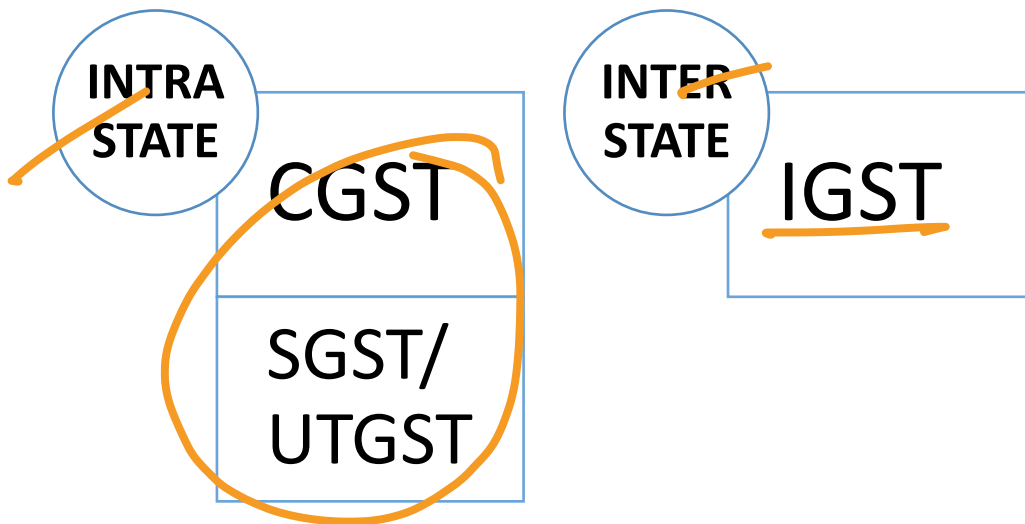 INTRA
STATE
CGST
SGST/
UTGST
INTER
STATE
IGST